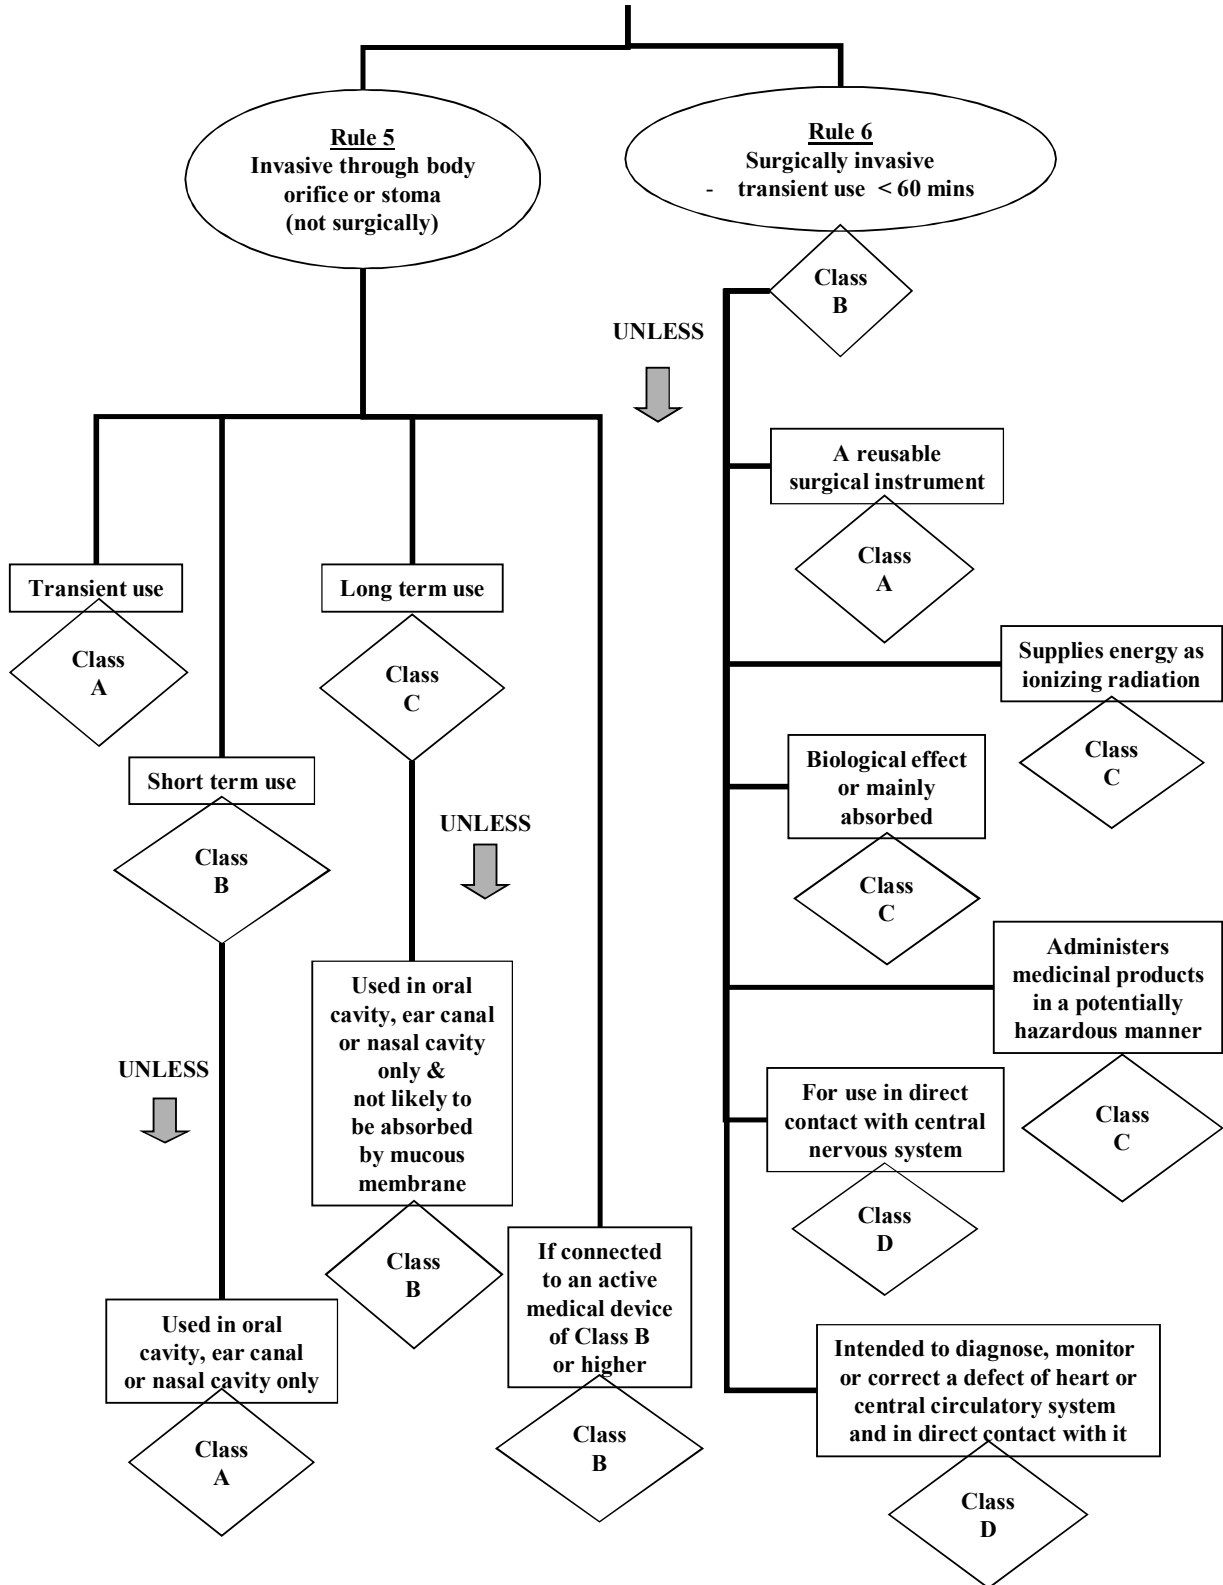 Rule 5
Invasive through body
orifice or stoma
(not surgically)
Transient use
Class
A
Short term use
Class
B
UNLESS
Used in oral
cavity, ear canal
or nasal cavity only
Class
A
Long term use
Class
C
UNLESS
Used in oral
cavity, ear canal
or nasal cavity
only &
not likely to
be absorbed
by mucous
membrane
Class
B
If connected
to an active
medical device
of Class B
or higher
Class
B
Rule 6
Surgically invasive
- transient use < 60 mins
Class
B
UNLESS
A reusable
surgical instrument
Class
A
Supplies energy as
ionizing radiation
Class
C
Biological effect
or mainly
absorbed
Class
C
Administers
medicinal products
in a potentially
hazardous manner
Class
C
For use in direct
contact with central
nervous system
Class
D
Intended to diagnose, monitor
or correct a defect of heart or
central circulatory system
and in direct contact with it
Class
D